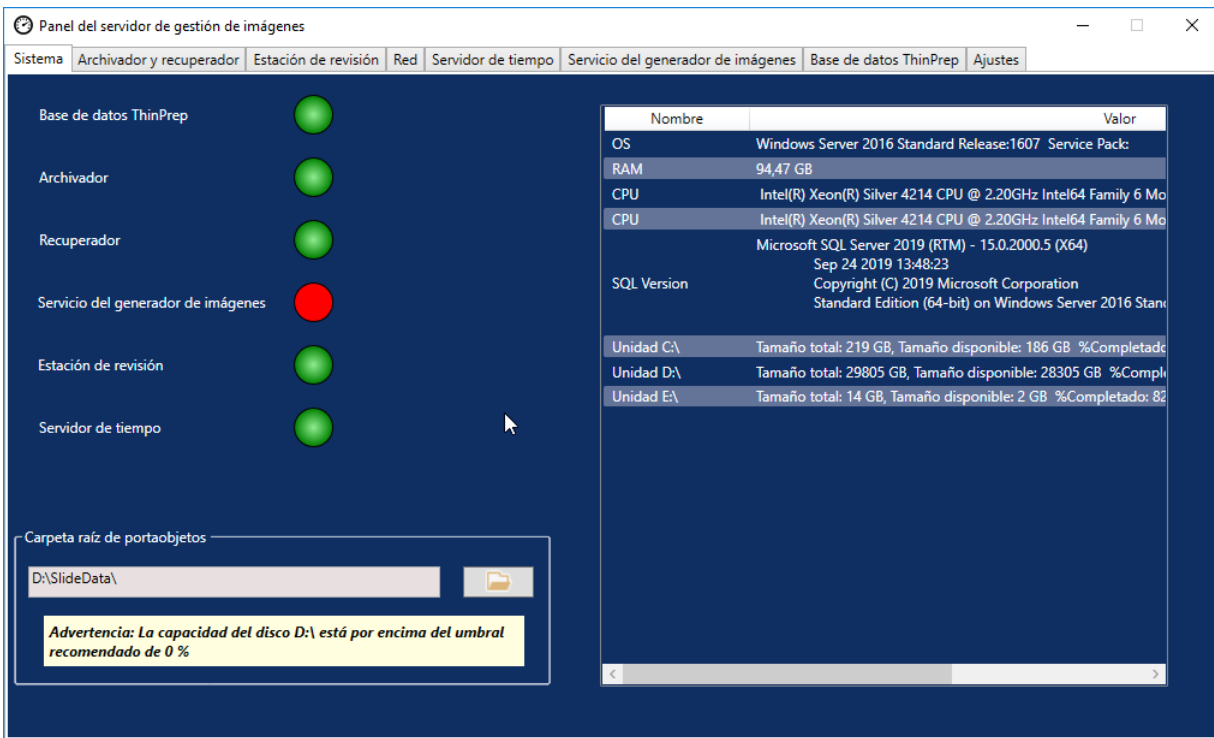 Panel del servidor de gestión de imágenes
Sistema Archivador y recuperador Estación de revisión Red Servidor de tiempo Servicio del generador de imágenes Base de datos ThinPrep Ajustes
Base de datos ThinPrep
Archivador
Recuperador
Servicio del generador de imágenes
Estación de revisión
Servidor de tiempo
Carpeta raíz de portaobjetos
D:\SlideData\
Advertencia: La capacidad del disco D:\ está por encima del umbral
recomendado de 0 %
Nombre Valor
OS Windows Server 2016 Standard Release:1607 Service Pack:
RAM 94,47 GB
CPU Intel(R) Xeon(R) Silver 4214 CPU @ 2.20GHz Intel64 Family 6 Mo
CPU Intel(R) Xeon(R) Silver 4214 CPU @ 2.20GHz Intel64 Family 6 Mo
Microsoft SQL Server 2019 (RTM) - 15.0.2000.5 (X64)
Sep 24 2019 13:48:23
SQL Version Copyright (C) 2019 Microsoft Corporation
Standard Edition (64-bit) on Windows Server 2016 Stan
Unidad C:\ Tamaño total: 219 GB, Tamaño disponible: 186 GB %Completado
Unidad D:\ Tamaño total: 29805 GB, Tamaño disponible: 28305 GB %Compl
Unidad E:\ Tamaño total: 14 GB, Tamaño disponible: 2 GB %Completado: 82